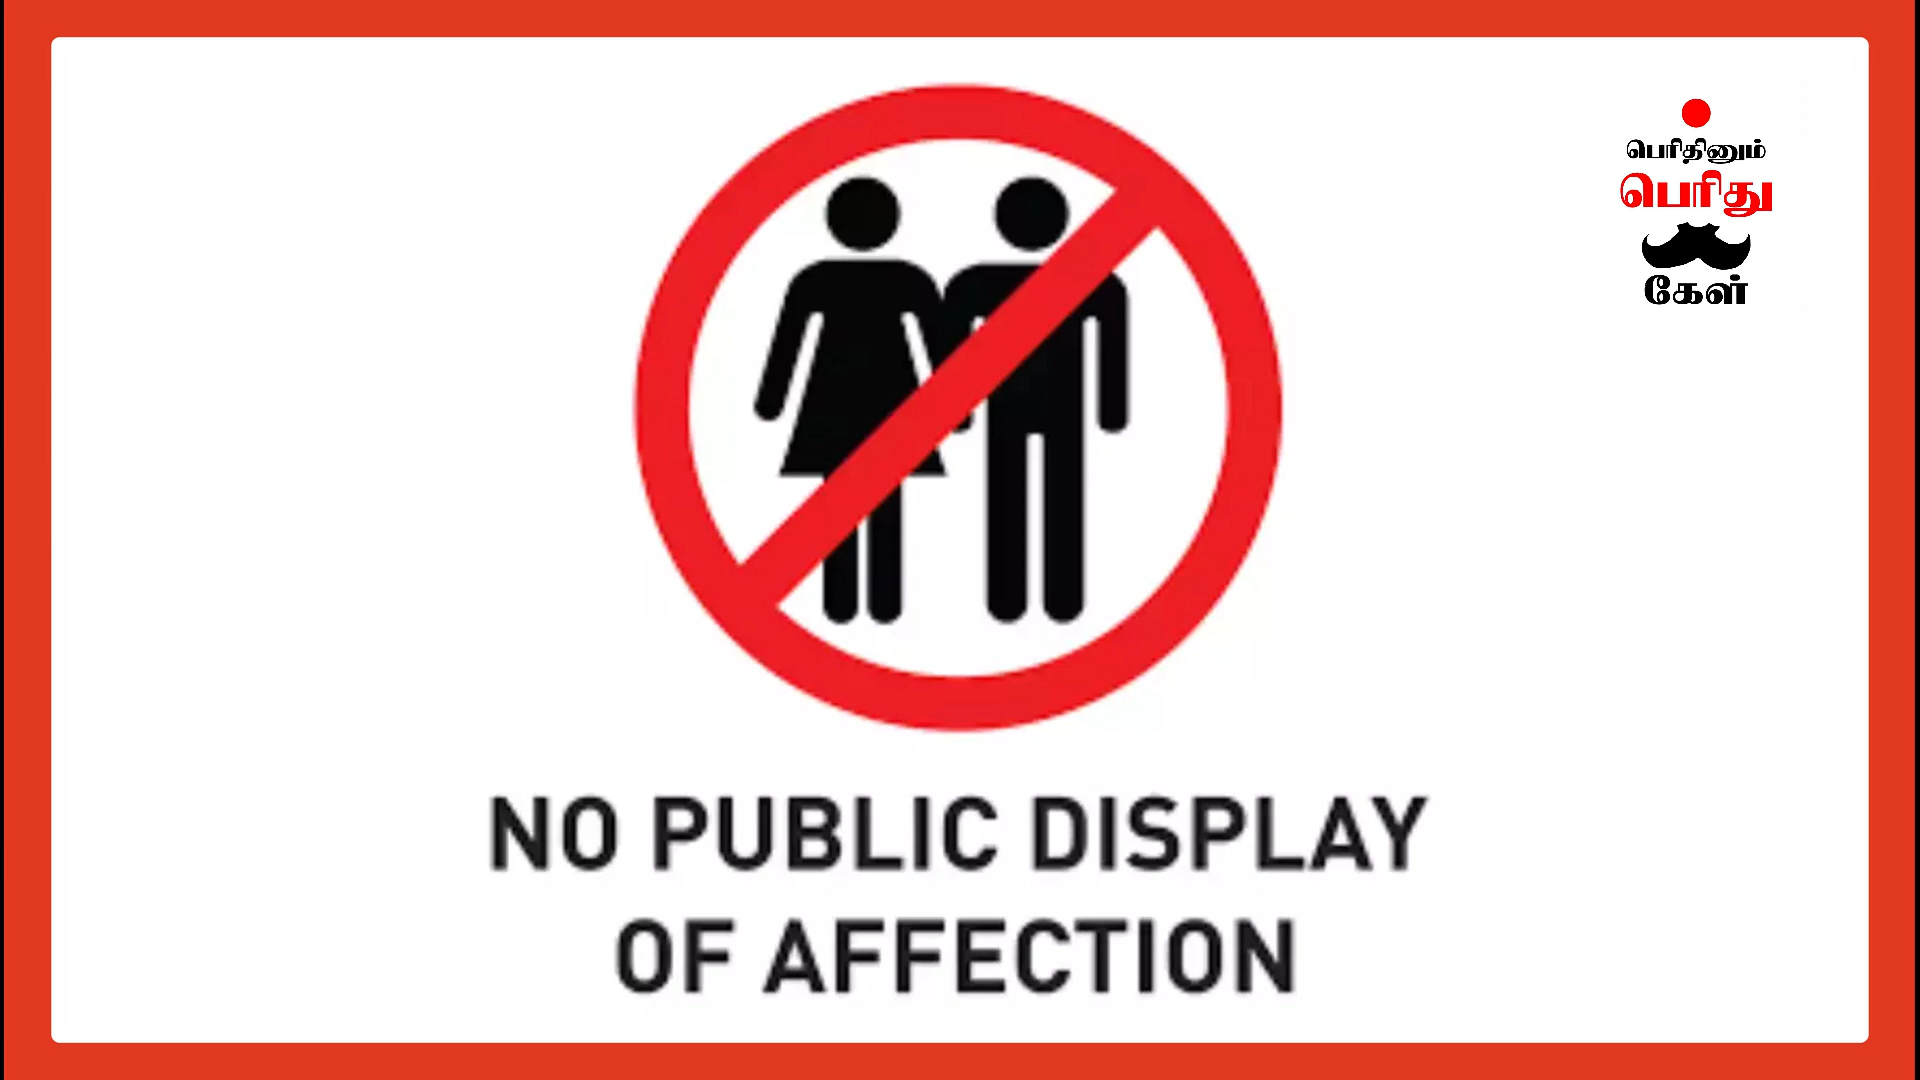 பெரிதினும்
பெரிது
கேள்
NO PUBLIC DISPLAY
OF AFFECTION